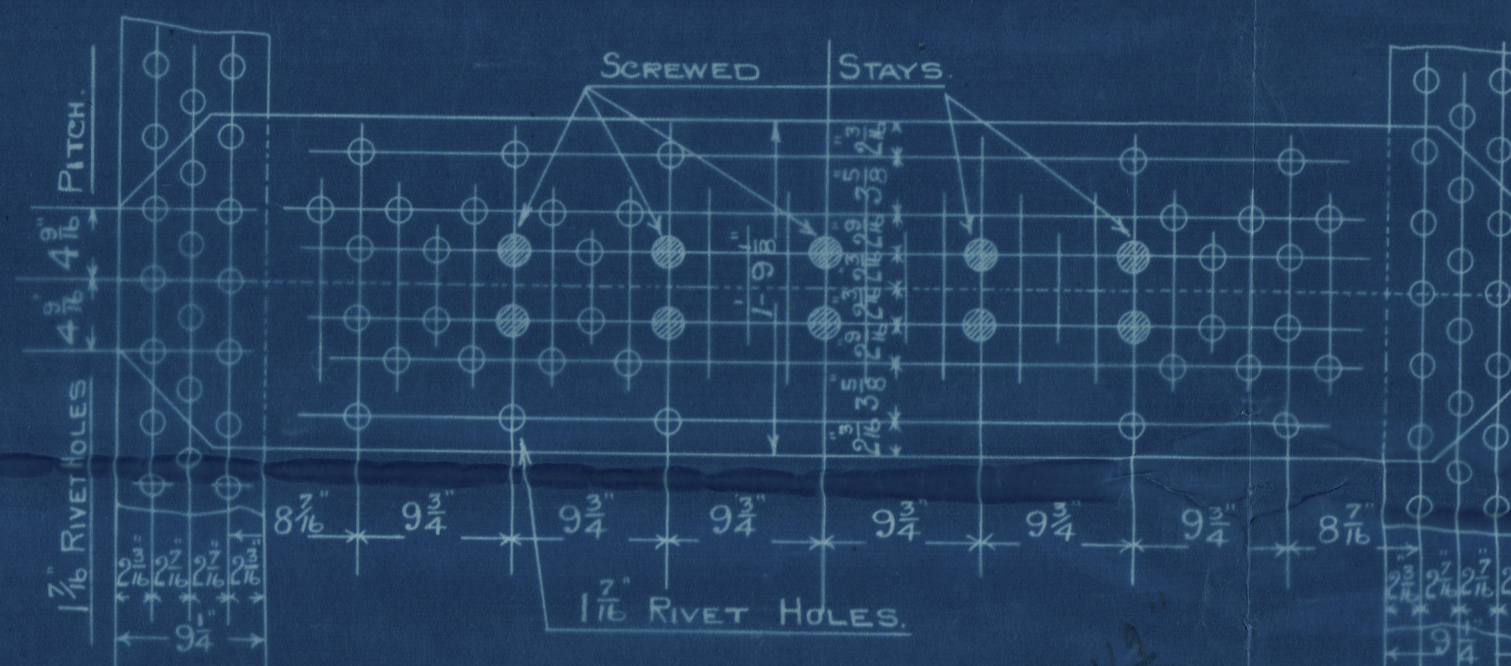 SCREWED STAYS.
PITCH.
4 9/16" 4 9/16"
1 7/16" RIVET HOLES
2 3/16" 3 5/8" 2 9/16" 2 3/16" 2 3/16" 2 9/16" 3 5/8" 2 3/16"
1'-9 1/8"
8 7/16" 9 3/4" 9 3/4" 9 3/4" 9 3/4" 9 3/4" 9 3/4" 8 7/16"
2 3/16" 2 7/16" 2 7/16" 2 3/16"
9 1/4"
1 7/16" RIVET HOLES.
2 3/16" 2 7/16" 2 7/16" 2
9 1/4